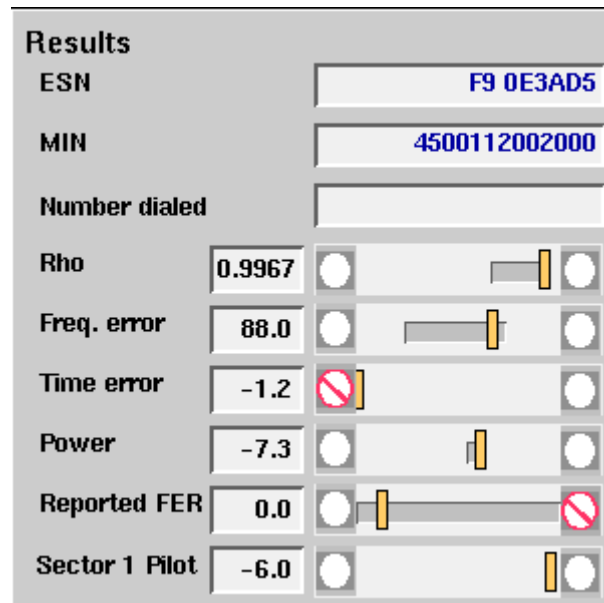 Results
ESN F9 0E3AD5
MIN 4500112002000
Number dialed
Rho 0.9967
Freq. error 88.0
Time error -1.2
Power -7.3
Reported FER 0.0
Sector 1 Pilot -6.0